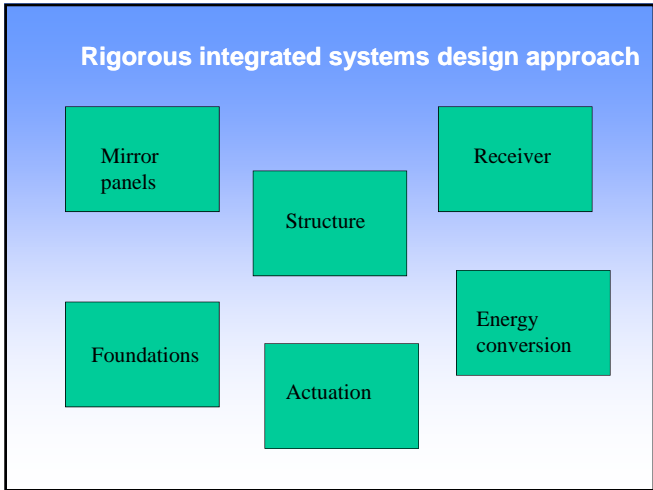 Rigorous integrated systems design approach
Mirror
panels
Receiver
Structure
Energy
conversion
Foundations
Actuation